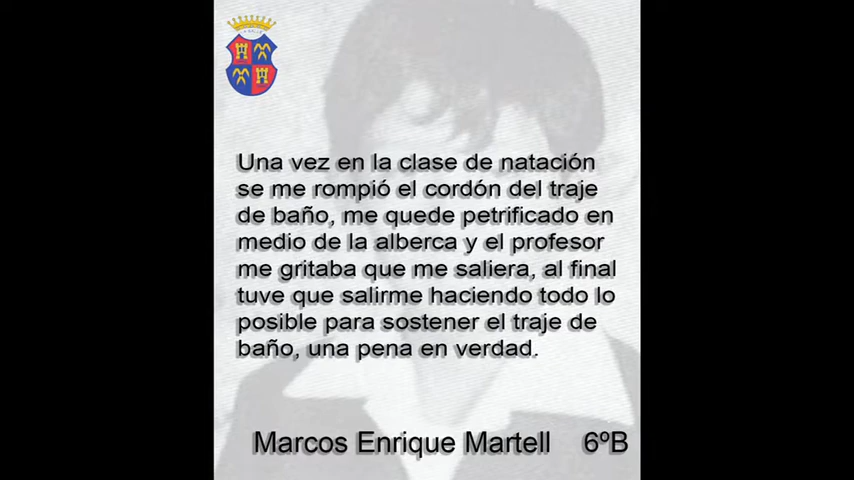 Una vez en la clase de natación
se me rompió el cordón del traje
de baño, me quede petrificado en
medio de la alberca y el profesor
me gritaba que me saliera, al final
tuve que salirme haciendo todo lo
posible para sostener el traje de
baño, una pena en verdad.
Marcos Enrique Martell 6ºB